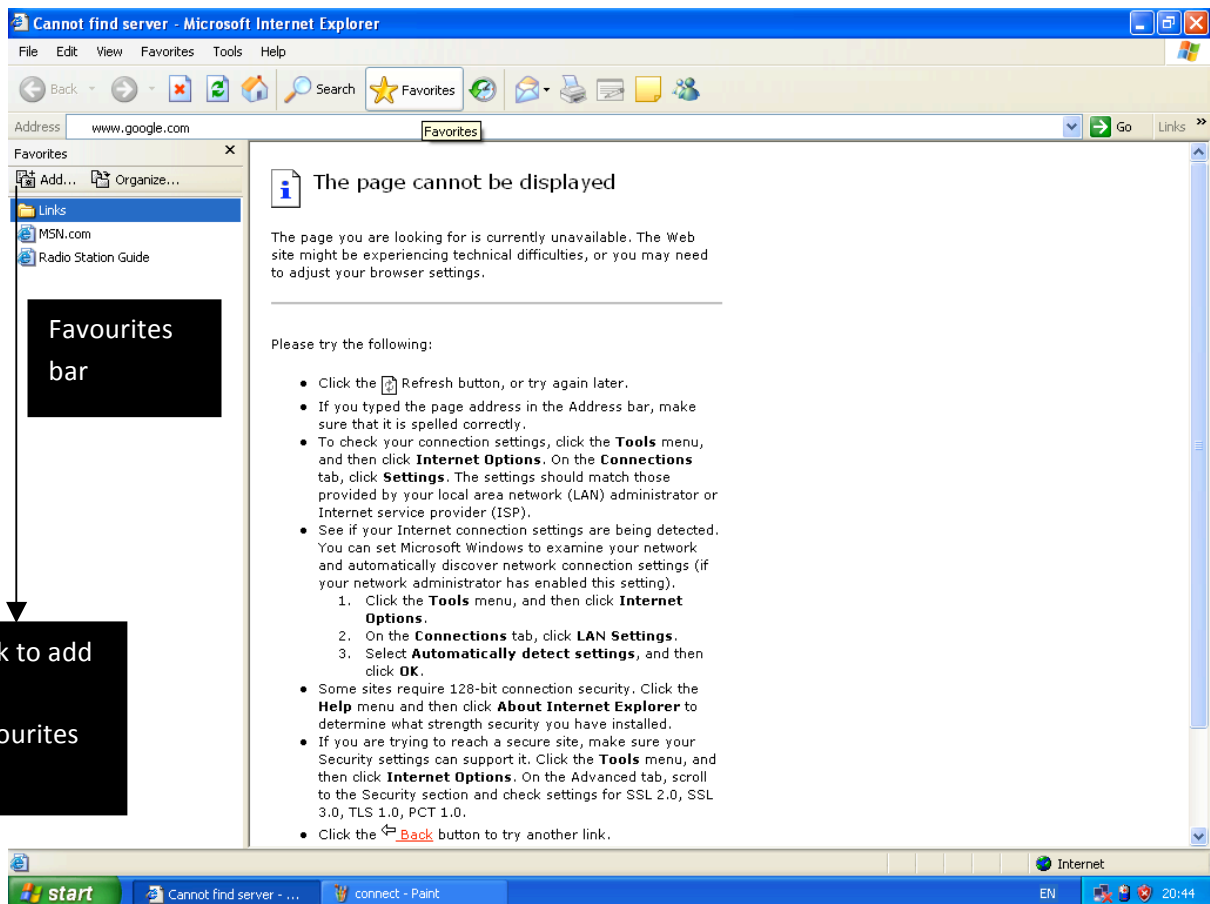 Cannot find server - Microsoft Internet Explorer
File Edit View Favorites Tools Help
Back Search Favorites
Address www.google.com Go Links »
Favorites
Favorites
Add... Organize...
Links
MSN.com
Radio Station Guide
Favourites
bar
to add
The page cannot be displayed
The page you are looking for is currently unavailable. The Web
site might be experiencing technical difficulties, or you may need
to adjust your browser settings.
Please try the following:
• Click the Refresh button, or try again later.
• If you typed the page address in the Address bar, make
sure that it is spelled correctly.
• To check your connection settings, click the Tools menu,
and then click Internet Options. On the Connections
tab, click Settings. The settings should match those
provided by your local area network (LAN) administrator or
Internet service provider (ISP).
• See if your Internet connection settings are being detected.
You can set Microsoft Windows to examine your network
and automatically discover network connection settings (if
your network administrator has enabled this setting).
1. Click the Tools menu, and then click Internet
Options.
2. On the Connections tab, click LAN Settings.
3. Select Automatically detect settings, and then
click OK.
• Some sites require 128-bit connection security. Click the
Help menu and then click About Internet Explorer to
determine what strength security you have installed.
• If you are trying to reach a secure site, make sure your
Security settings can support it. Click the Tools menu, and
then click Internet Options. On the Advanced tab, scroll
to the Security section and check settings for SSL 2.0, SSL
3.0, TLS 1.0, PCT 1.0.
• Click the Back button to try another link.
Internet
start Cannot find server - ... connect - Paint EN 20:44